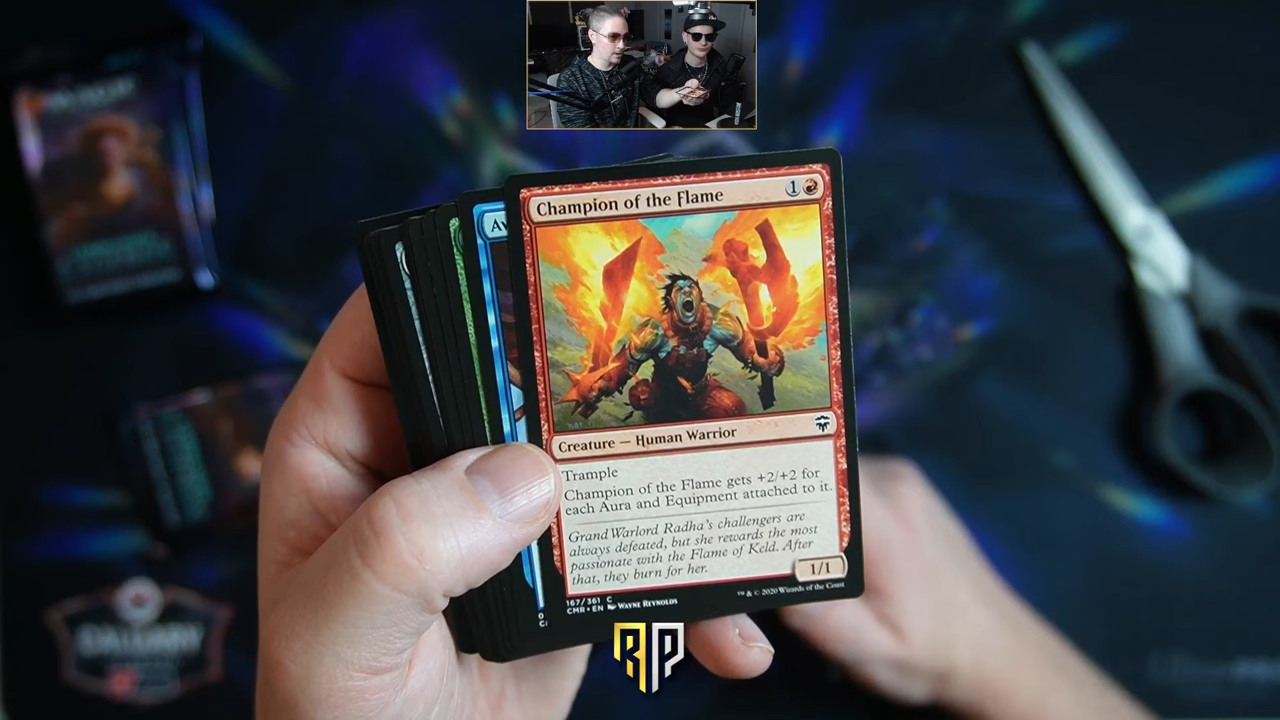 Champion of the Flame
1
Av
Creature — Human Warrior
Trample
Champion of the Flame gets +2/+2 for
each Aura and Equipment attached to it.
Grand Warlord Radha's challengers are
always defeated, but she rewards the most
passionate with the Flame of Keld. After
that, they burn for her.
1/1
167/361 C
CMR • EN Wayne Reynolds
™ & © 2020 Wizards of the Coast
RP
CALGARY